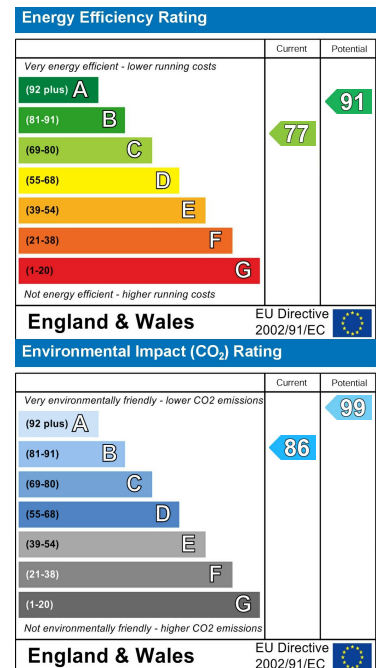 Energy Efficiency Rating
Current Potential
Very energy efficient - lower running costs
(92 plus) A
91
(81-91) B
77
(69-80) C
(55-68) D
(39-54) E
(21-38) F
(1-20) G
Not energy efficient - higher running costs
England & Wales
EU Directive
2002/91/EC
Environmental Impact (CO₂) Rating
Current Potential
Very environmentally friendly - lower CO2 emissions
99
(92 plus) A
(81-91) B
86
(69-80) C
(55-68) D
(39-54) E
(21-38) F
(1-20) G
Not environmentally friendly - higher CO2 emissions
England & Wales
EU Directive
2002/91/EC